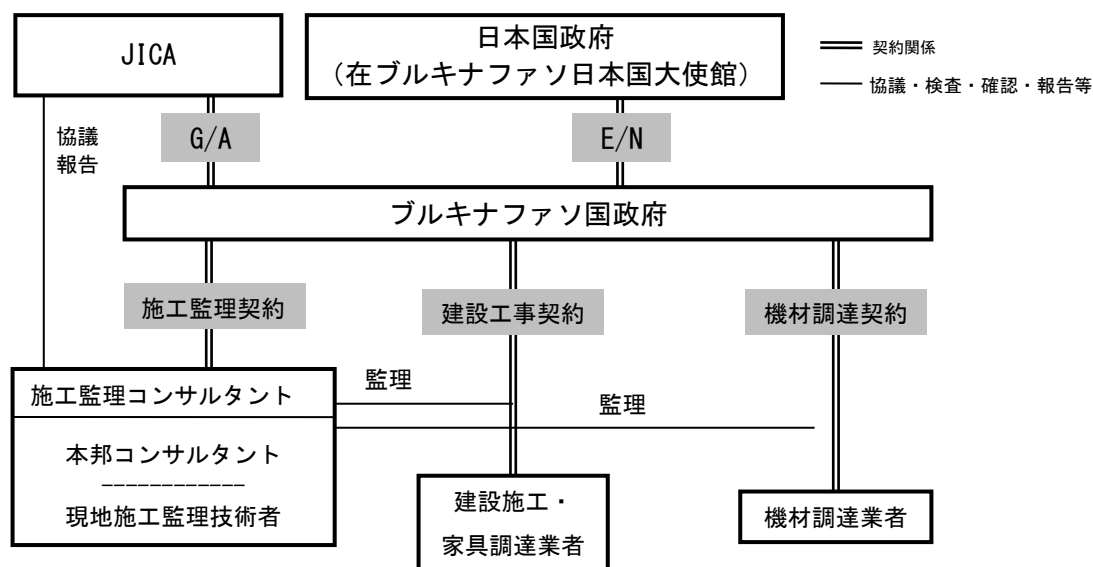 JICA
日本国政府
（在ブルキナファソ日本国大使館）
契約関係
協議・検査・確認・報告等
協議
報告
G/A
E/N
ブルキナファソ国政府
施工監理契約
建設工事契約
機材調達契約
施工監理コンサルタント
監理
監理
本邦コンサルタント
------------
現地施工監理技術者
建設施工・
家具調達業者
機材調達業者